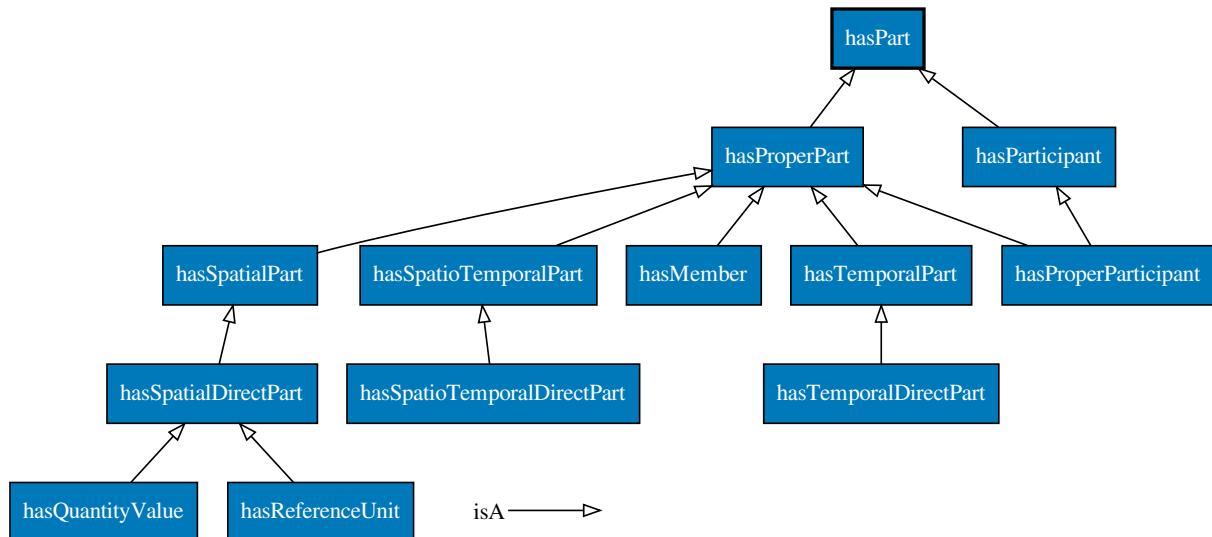 hasPart
hasProperPart
hasParticipant
hasSpatialPart
hasSpatioTemporalPart
hasMember
hasTemporalPart
hasProperParticipant
hasSpatialDirectPart
hasSpatioTemporalDirectPart
hasTemporalDirectPart
hasQuantityValue
hasReferenceUnit
isA